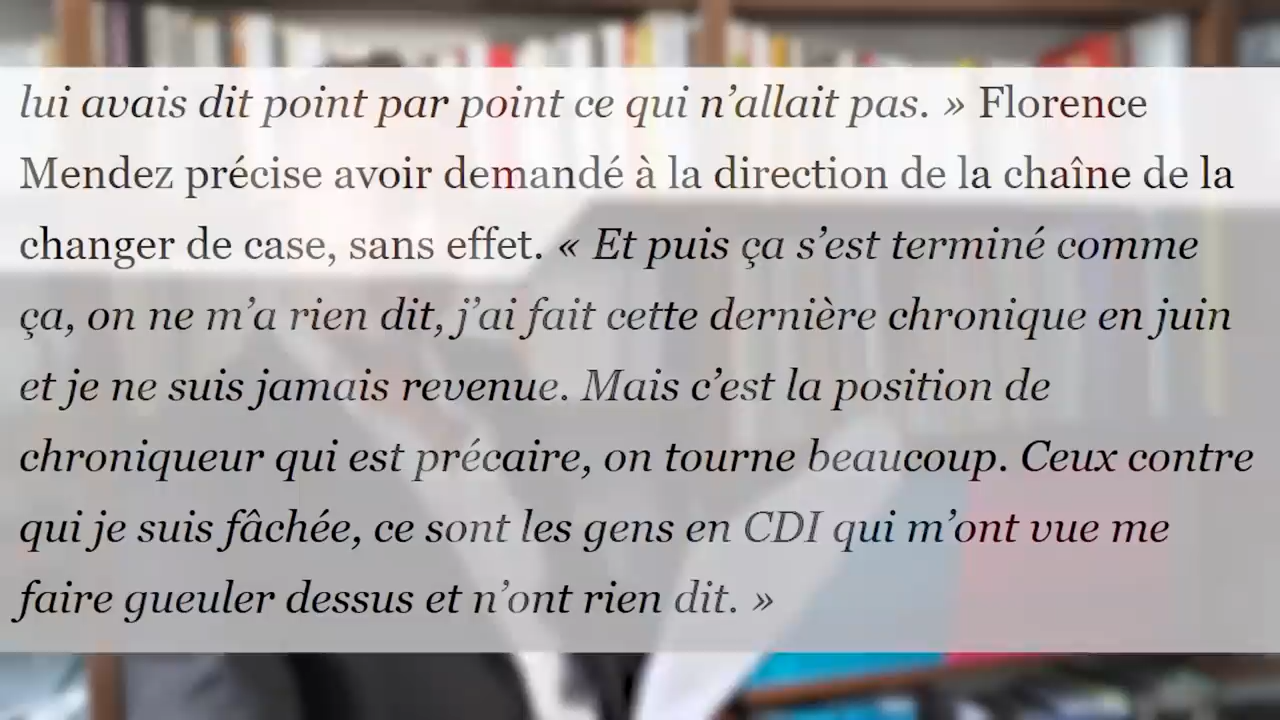 lui avais dit point par point ce qui n’allait pas. » Florence
Mendez précise avoir demandé à la direction de la chaîne de la
changer de case, sans effet. « Et puis ça s’est terminé comme
ça, on ne m’a rien dit, j’ai fait cette dernière chronique en juin
et je ne suis jamais revenue. Mais c’est la position de
chroniqueur qui est précaire, on tourne beaucoup. Ceux contre
qui je suis fâchée, ce sont les gens en CDI qui m’ont vue me
faire gueuler dessus et n’ont rien dit. »